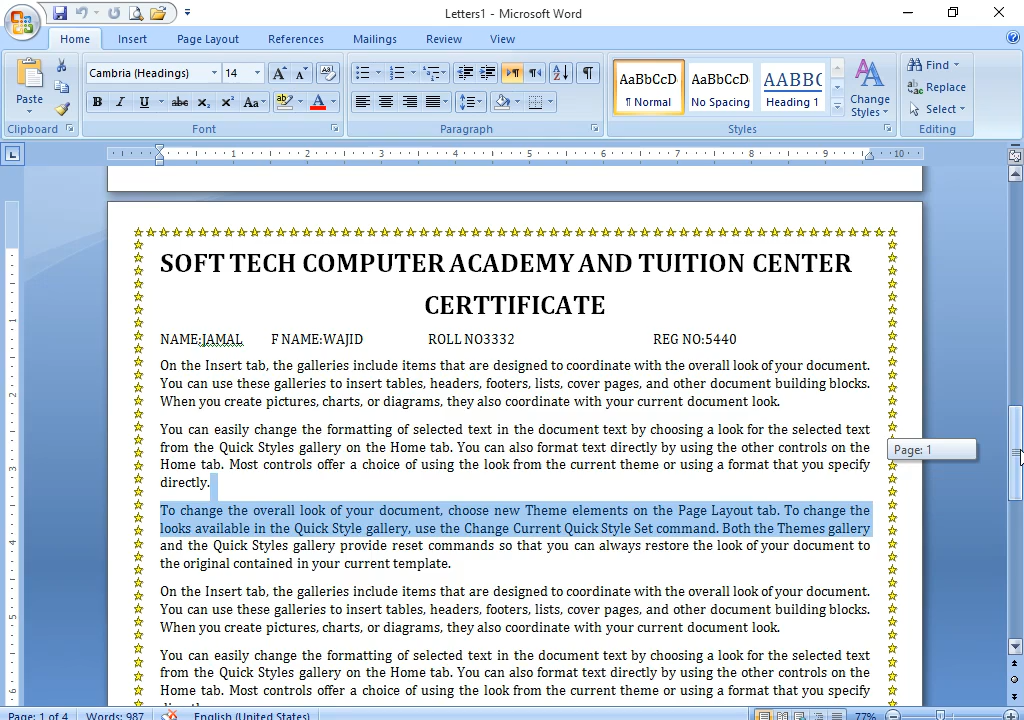 Letters1 - Microsoft Word
Home Insert Page Layout References Mailings Review View
Cambria (Headings) 14
AaBbCcD AaBbCcD AABBC
Paste
¶ Normal No Spacing Heading 1
Change Styles
Find
Replace
Select
Clipboard Font Paragraph Styles Editing
1 2 3 4 5 6 7 8 9 10
SOFT TECH COMPUTER ACADEMY AND TUITION CENTER
CERTTIFICATE
NAME:JAMAL F NAME:WAJID ROLL NO3332 REG NO:5440
On the Insert tab, the galleries include items that are designed to coordinate with the overall look of your document.
You can use these galleries to insert tables, headers, footers, lists, cover pages, and other document building blocks.
When you create pictures, charts, or diagrams, they also coordinate with your current document look.
You can easily change the formatting of selected text in the document text by choosing a look for the selected text
from the Quick Styles gallery on the Home tab. You can also format text directly by using the other controls on the
Home tab. Most controls offer a choice of using the look from the current theme or using a format that you specify
directly.
Page: 1
To change the overall look of your document, choose new Theme elements on the Page Layout tab. To change the
looks available in the Quick Style gallery, use the Change Current Quick Style Set command. Both the Themes gallery
and the Quick Styles gallery provide reset commands so that you can always restore the look of your document to
the original contained in your current template.
On the Insert tab, the galleries include items that are designed to coordinate with the overall look of your document.
You can use these galleries to insert tables, headers, footers, lists, cover pages, and other document building blocks.
When you create pictures, charts, or diagrams, they also coordinate with your current document look.
You can easily change the formatting of selected text in the document text by choosing a look for the selected text
from the Quick Styles gallery on the Home tab. You can also format text directly by using the other controls on the
Home tab. Most controls offer a choice of using the look from the current theme or using a format that you specify
Page: 1 of 4 Words: 987 English (United States) 77%